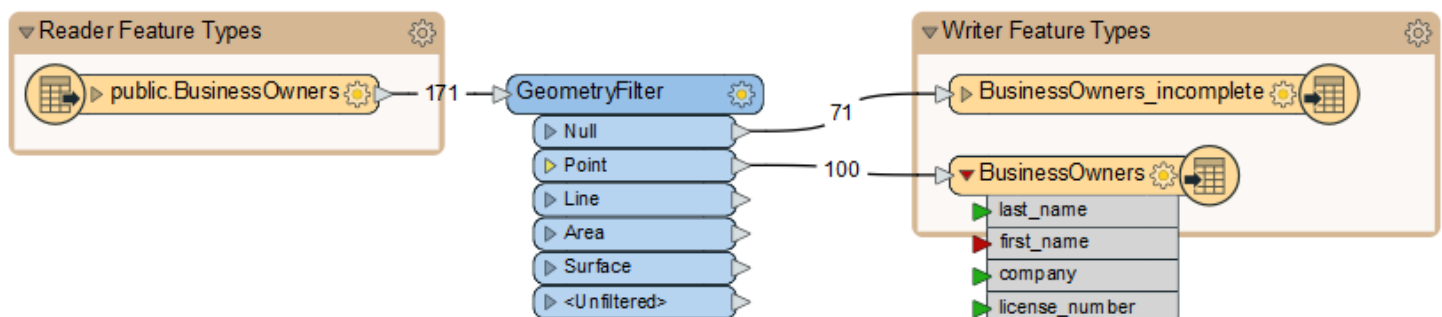 Reader Feature Types
public.BusinessOwners
171
GeometryFilter
Null
Point
Line
Area
Surface
<Unfiltered>
71
100
Writer Feature Types
BusinessOwners_incomplete
BusinessOwners
last_name
first_name
company
license_number